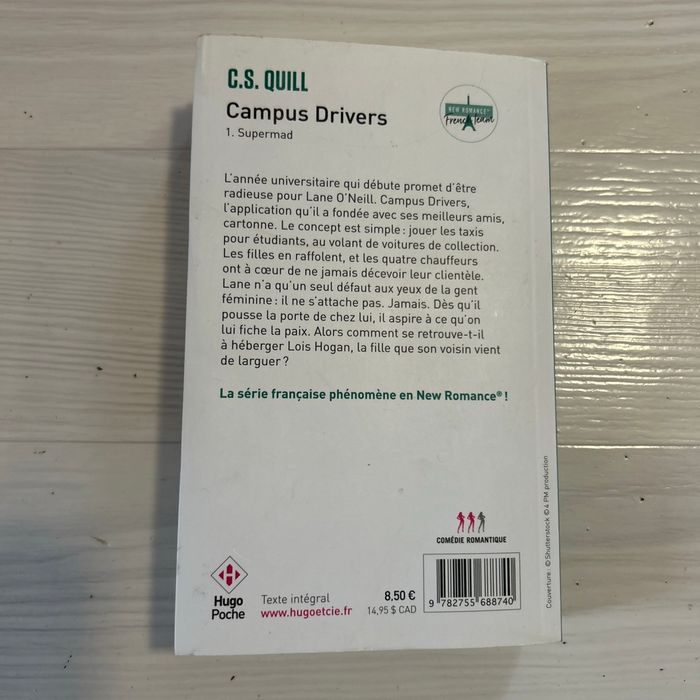 C.S. QUILL
Campus Drivers
1. Supermad
NEW ROMANCE®
French Team
L'année universitaire qui débute promet d'être
radieuse pour Lane O'Neill. Campus Drivers,
l'application qu'il a fondée avec ses meilleurs amis,
cartonne. Le concept est simple : jouer les taxis
pour étudiants, au volant de voitures de collection.
Les filles en raffolent, et les quatre chauffeurs
ont à cœur de ne jamais décevoir leur clientèle.
Lane n'a qu'un seul défaut aux yeux de la gent
féminine : il ne s'attache pas. Jamais. Dès qu'il
pousse la porte de chez lui, il aspire à ce qu'on
lui fiche la paix. Alors comment se retrouve-t-il
à héberger Lois Hogan, la fille que son voisin vient
de larguer ?
La série française phénomène en New Romance® !
COMÉDIE ROMANTIQUE
Hugo
Poche
Texte intégral
www.hugoetcie.fr
8,50 €
14,95 $ CAD
9 782755 688740
Couverture : © Shutterstock © 4 PM production